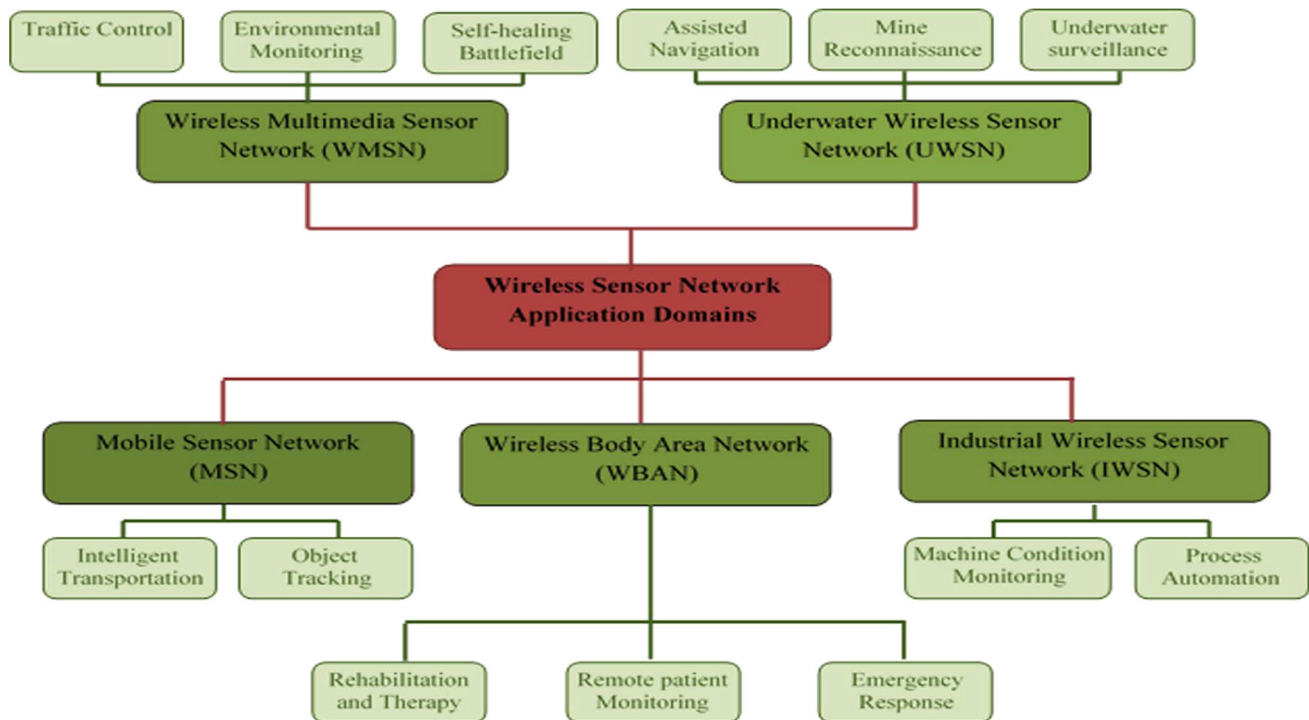 Traffic Control
Environmental
Monitoring
Self-healing
Battlefield
Assisted
Navigation
Mine
Reconnaissance
Underwater
surveillance
Wireless Multimedia Sensor
Network (WMSN)
Underwater Wireless Sensor
Network (UWSN)
Wireless Sensor Network
Application Domains
Mobile Sensor Network
(MSN)
Wireless Body Area Network
(WBAN)
Industrial Wireless Sensor
Network (IWSN)
Intelligent
Transportation
Object
Tracking
Machine Condition
Monitoring
Process
Automation
Rehabilitation
and Therapy
Remote patient
Monitoring
Emergency
Response